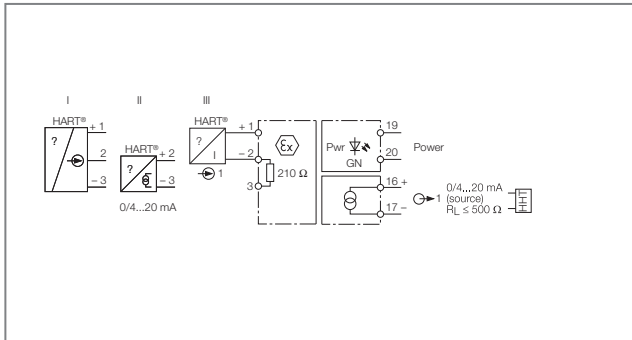 I II III
HART® HART® HART®
? + 1 2 – 3
? + 2 – 3
0/4...20 mA
? I + 1 – 2 3
1
Ex
210 Ω
Pwr GN
19
20
Power
16 +
17 –
1
0/4...20 mA
(source)
RL ≤ 500 Ω
HHT